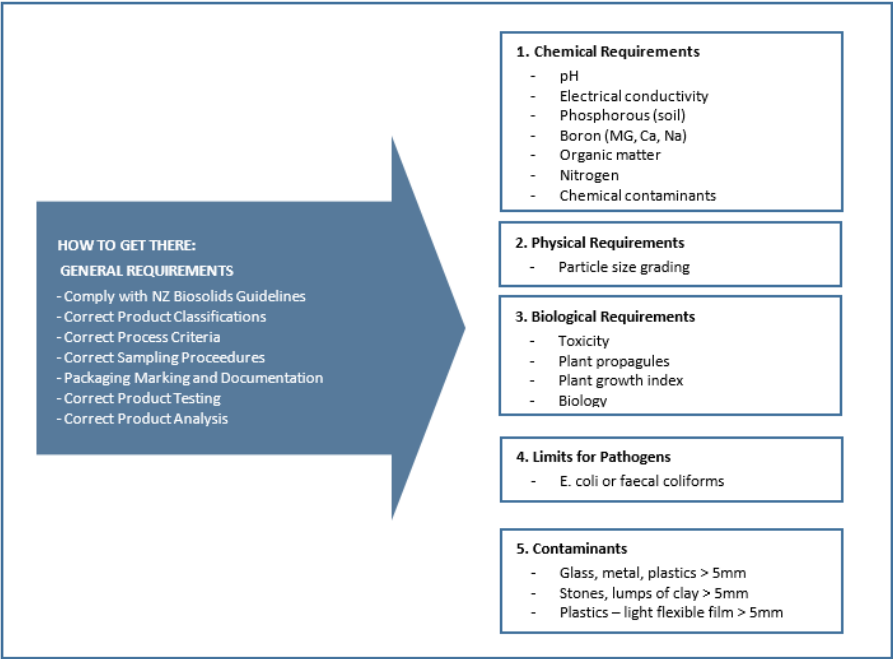 HOW TO GET THERE:
GENERAL REQUIREMENTS
- Comply with NZ Biosolids Guidelines
- Correct Product Classifications
- Correct Process Criteria
- Correct Sampling Proceedures
- Packaging Marking and Documentation
- Correct Product Testing
- Correct Product Analysis
1. Chemical Requirements
- pH
- Electrical conductivity
- Phosphorous (soil)
- Boron (MG, Ca, Na)
- Organic matter
- Nitrogen
- Chemical contaminants
2. Physical Requirements
- Particle size grading
3. Biological Requirements
- Toxicity
- Plant propagules
- Plant growth index
- Biology
4. Limits for Pathogens
- E. coli or faecal coliforms
5. Contaminants
- Glass, metal, plastics > 5mm
- Stones, lumps of clay > 5mm
- Plastics – light flexible film > 5mm